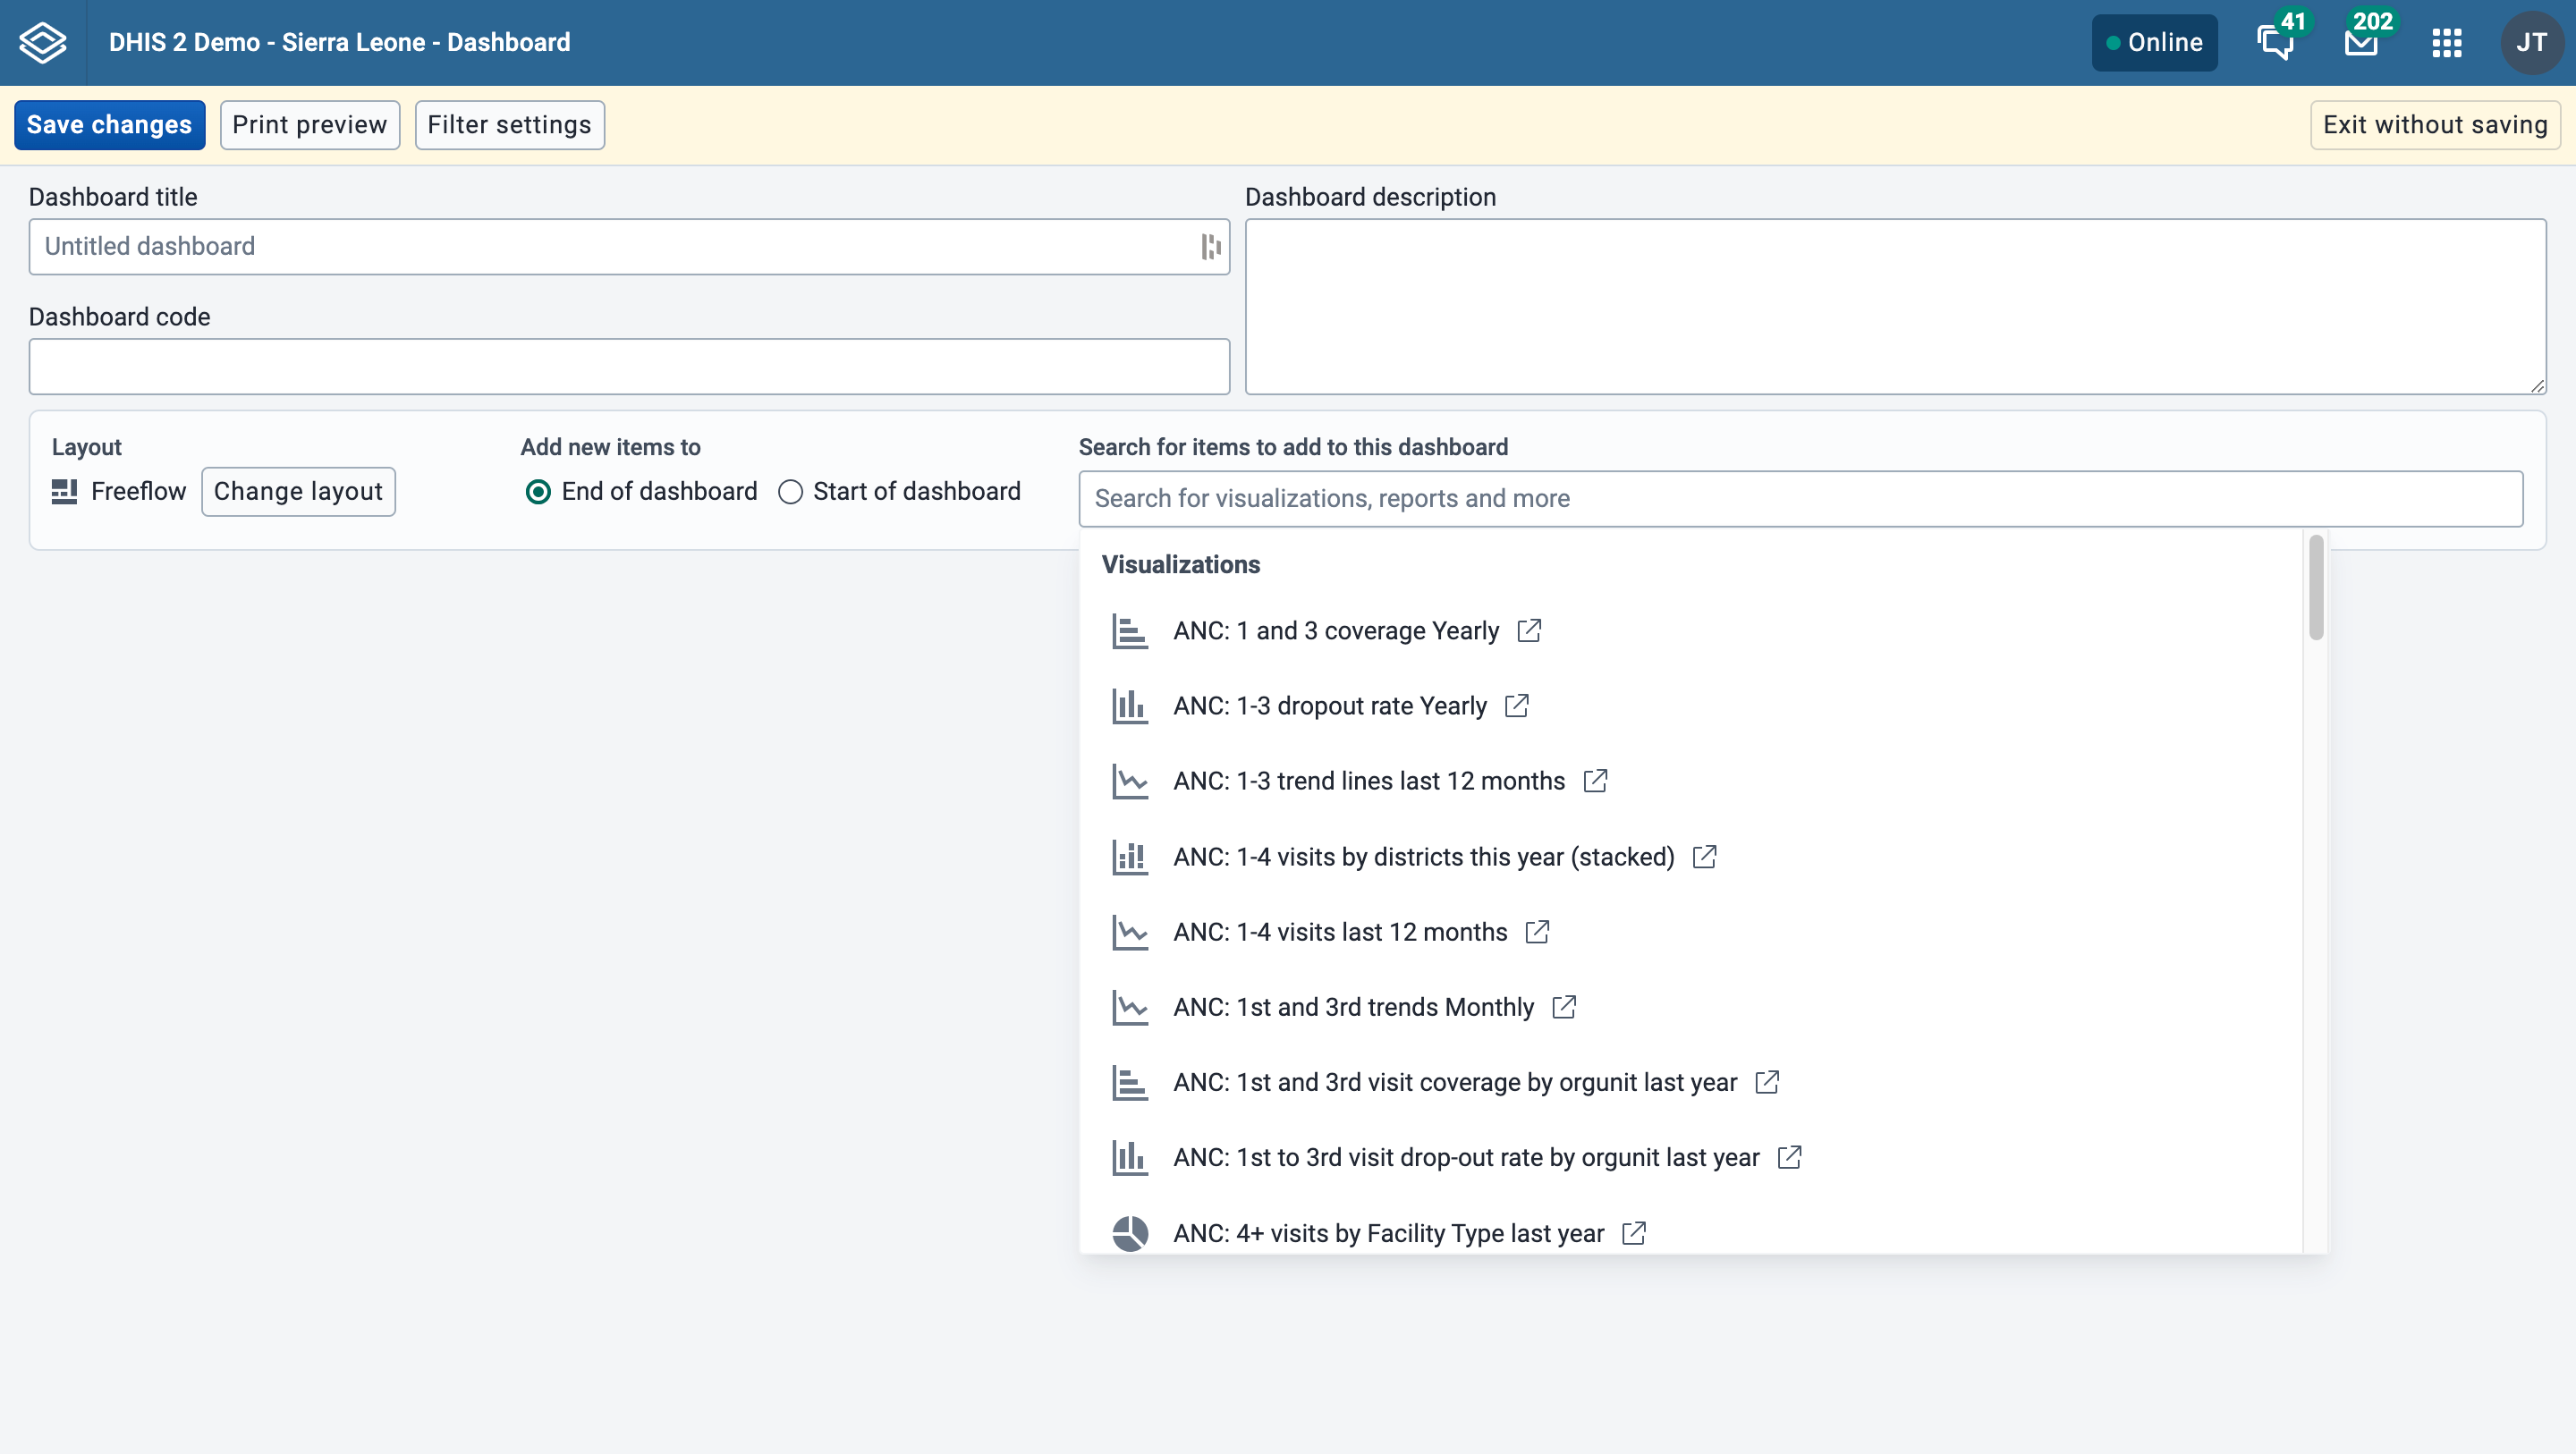 DHIS 2 Demo - Sierra Leone - Dashboard
Online
41
202
JT
Save changes
Print preview
Filter settings
Exit without saving
Dashboard title
Untitled dashboard
Dashboard code
Dashboard description
Layout
Freeflow
Change layout
Add new items to
End of dashboard
Start of dashboard
Search for items to add to this dashboard
Search for visualizations, reports and more
Visualizations
ANC: 1 and 3 coverage Yearly
ANC: 1-3 dropout rate Yearly
ANC: 1-3 trend lines last 12 months
ANC: 1-4 visits by districts this year (stacked)
ANC: 1-4 visits last 12 months
ANC: 1st and 3rd trends Monthly
ANC: 1st and 3rd visit coverage by orgunit last year
ANC: 1st to 3rd visit drop-out rate by orgunit last year
ANC: 4+ visits by Facility Type last year